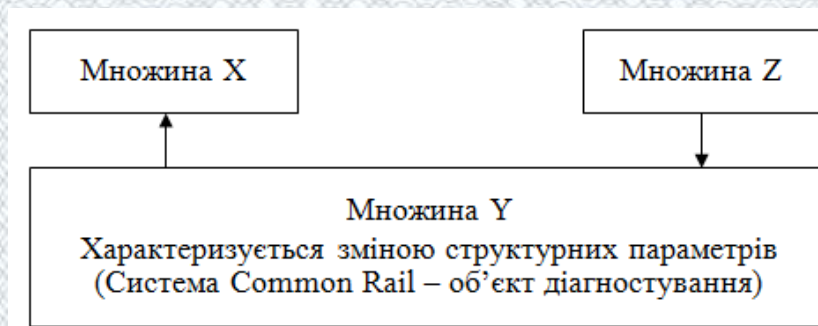 Множина X
Множина Z
Множина Y
Характеризується зміною структурних параметрів
(Система Common Rail – об’єкт діагностування)